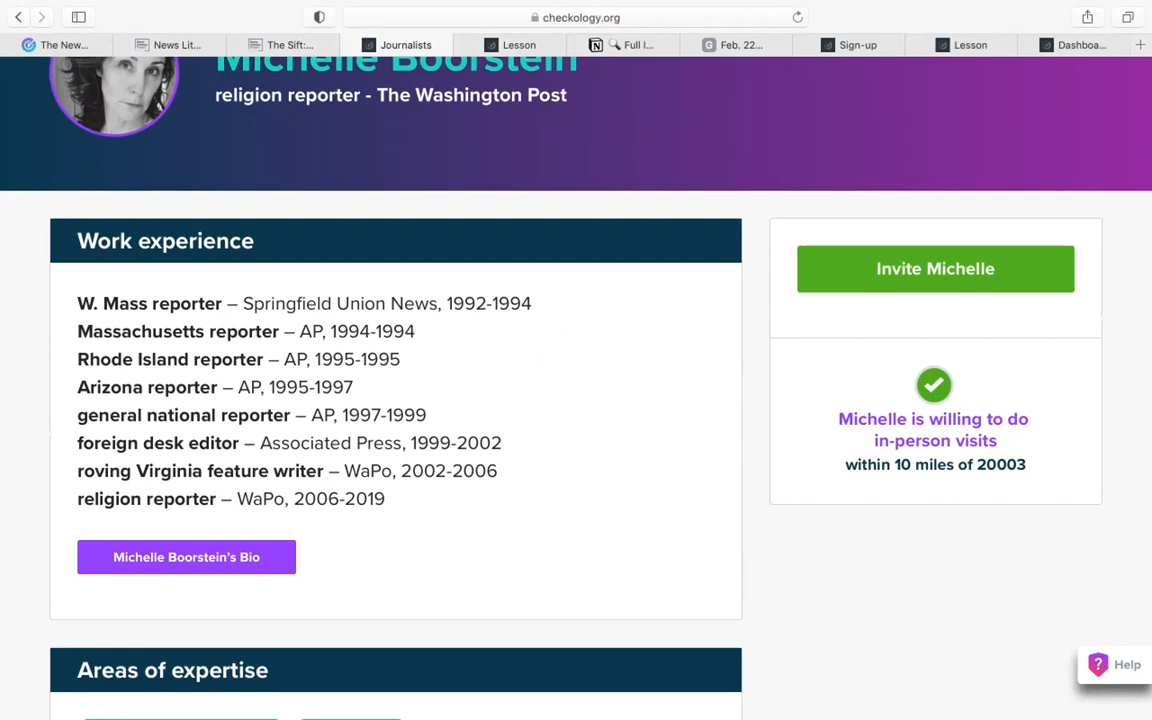 checkology.org
The New...
News Lit...
The Sift:...
Journalists
Lesson
Full l...
Feb, 22...
Sign-up
Lesson
Dashboa...
Michelle Boorstein
religion reporter - The Washington Post
Work experience
W. Mass reporter – Springfield Union News, 1992-1994
Massachusetts reporter – AP, 1994-1994
Rhode Island reporter – AP, 1995-1995
Arizona reporter – AP, 1995-1997
general national reporter – AP, 1997-1999
foreign desk editor – Associated Press, 1999-2002
roving Virginia feature writer – WaPo, 2002-2006
religion reporter – WaPo, 2006-2019
Michelle Boorstein's Bio
Invite Michelle
Michelle is willing to do
in-person visits
within 10 miles of 20003
Areas of expertise
? Help